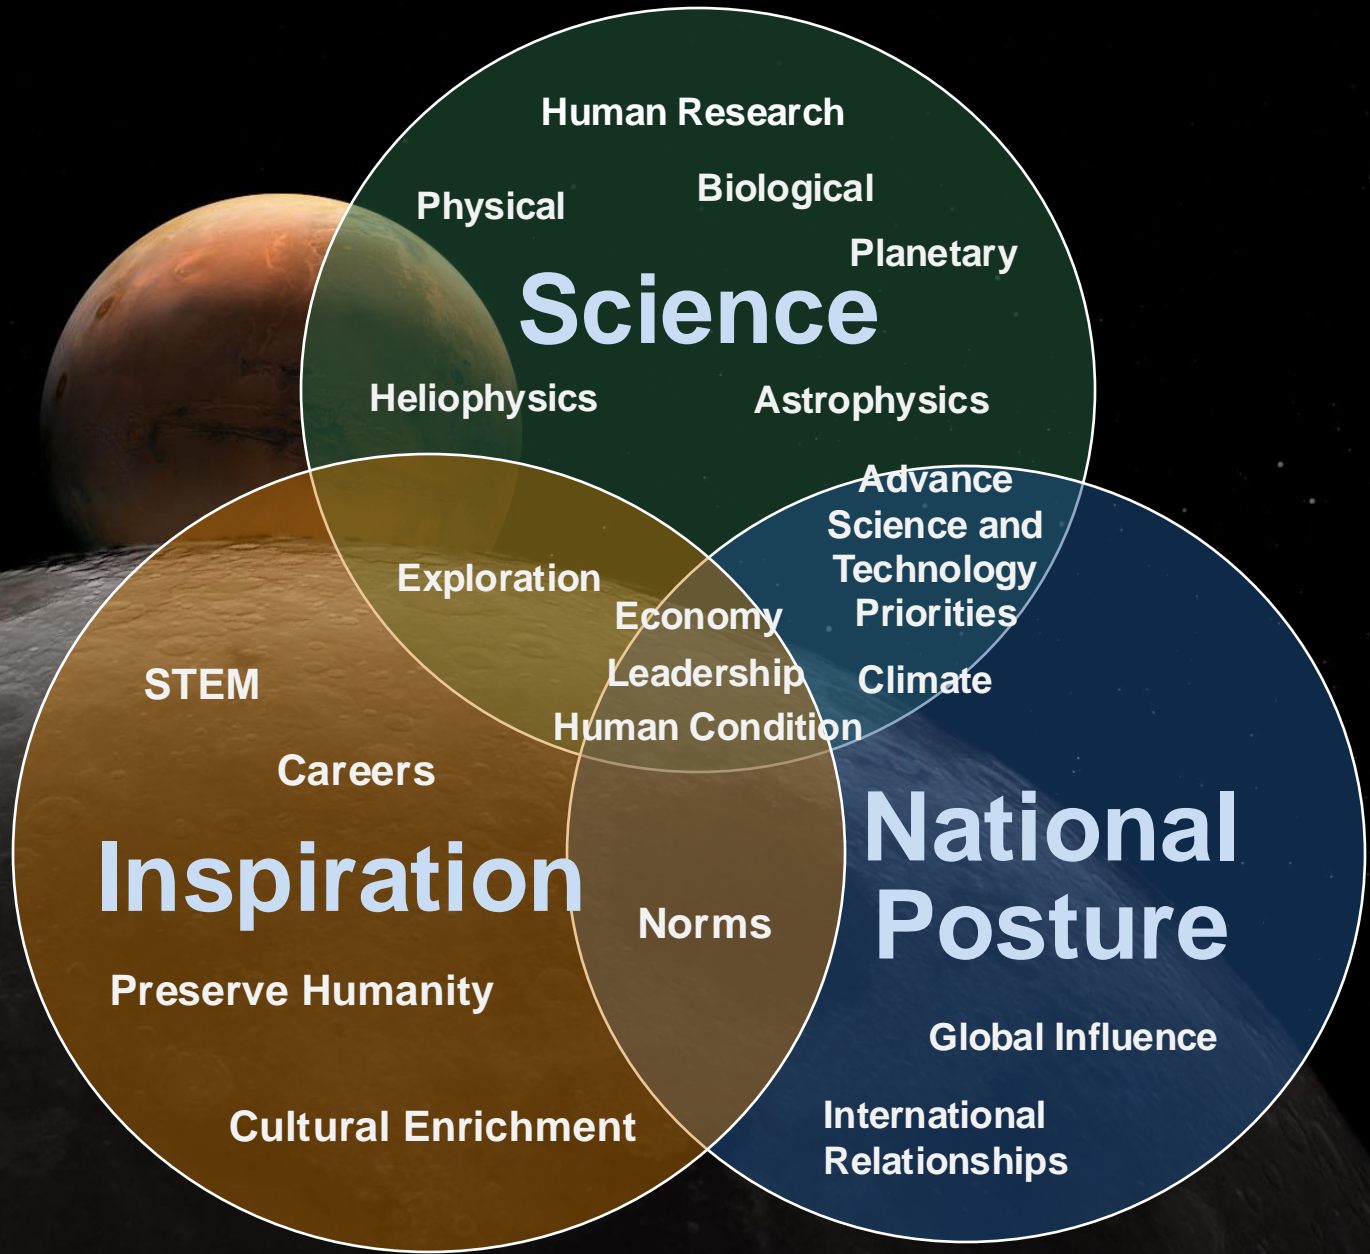 Human Research
Biological
Physical
Planetary
Science
Heliophysics
Astrophysics
Advance
Science and
Technology
Priorities
Exploration
Economy
Leadership
Climate
Human Condition
STEM
Careers
Inspiration
National
Posture
Norms
Preserve Humanity
Global Influence
Cultural Enrichment
International
Relationships